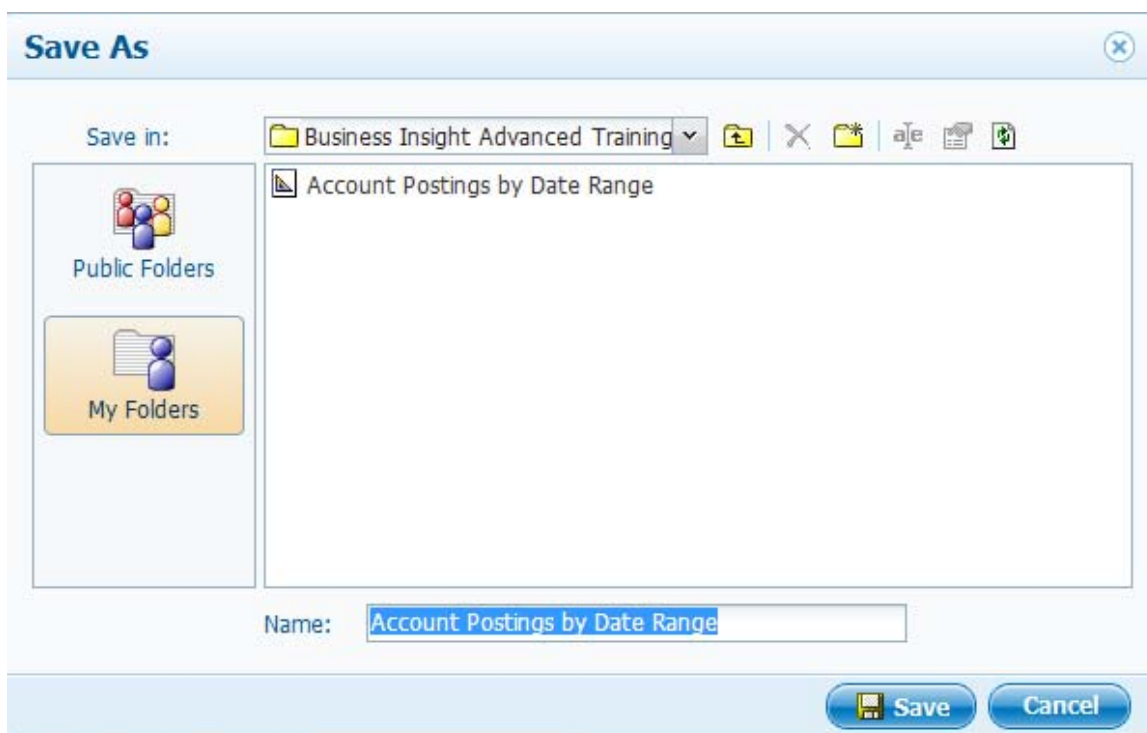 Save As
Save in:
Business Insight Advanced Training
Account Postings by Date Range
Public Folders
My Folders
Name:
Account Postings by Date Range
Save
Cancel